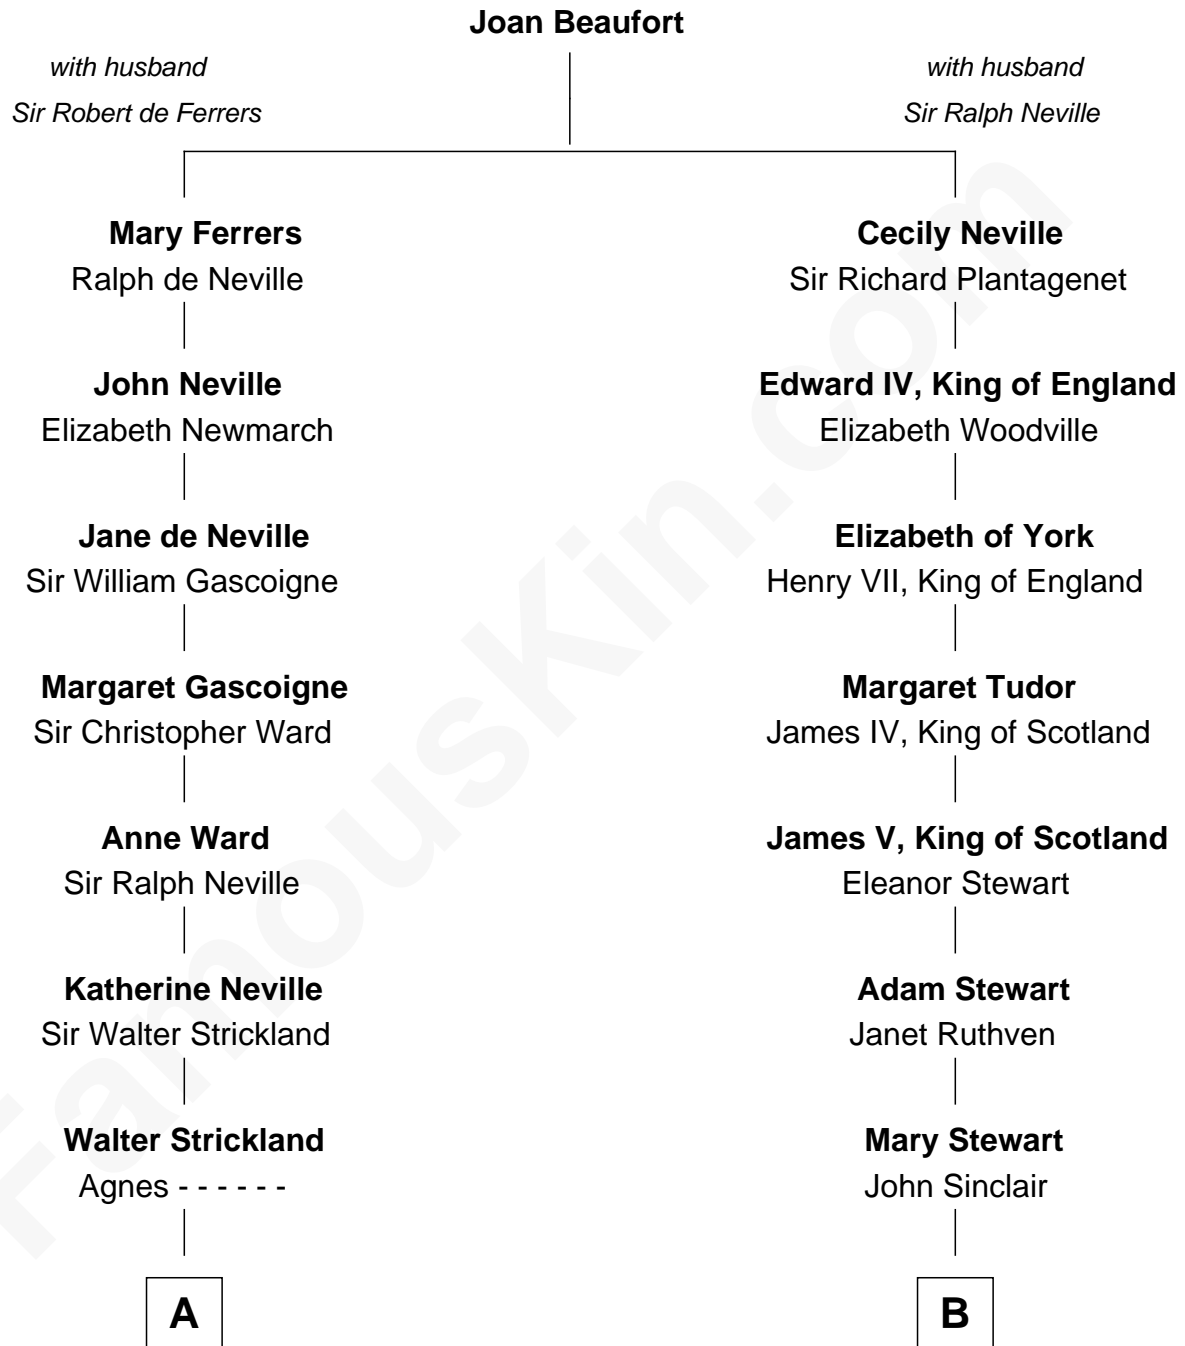 Joan Beaufort
with husband
Sir Robert de Ferrers
with husband
Sir Ralph Neville
Mary Ferrers
Ralph de Neville
Cecily Neville
Sir Richard Plantagenet
John Neville
Elizabeth Newmarch
Edward IV, King of England
Elizabeth Woodville
Jane de Neville
Sir William Gascoigne
Elizabeth of York
Henry VII, King of England
Margaret Gascoigne
Sir Christopher Ward
Margaret Tudor
James IV, King of Scotland
Anne Ward
Sir Ralph Neville
James V, King of Scotland
Eleanor Stewart
Katherine Neville
Sir Walter Strickland
Adam Stewart
Janet Ruthven
Walter Strickland
Agnes - - - - - -
Mary Stewart
John Sinclair
A
B
FamousKin.com